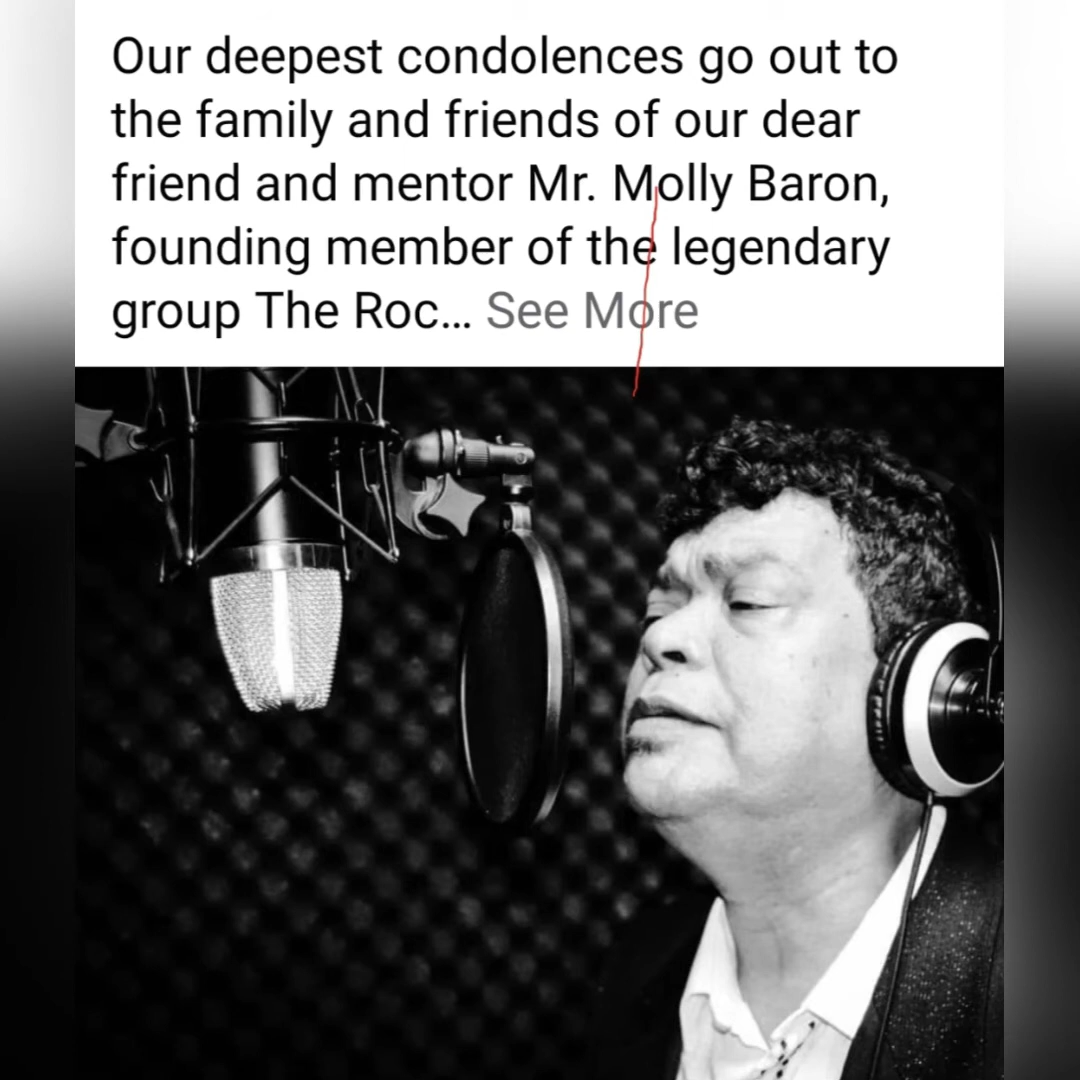 Our deepest condolences go out to
the family and friends of our dear
friend and mentor Mr. Molly Baron,
founding member of the legendary
group The Roc... See More